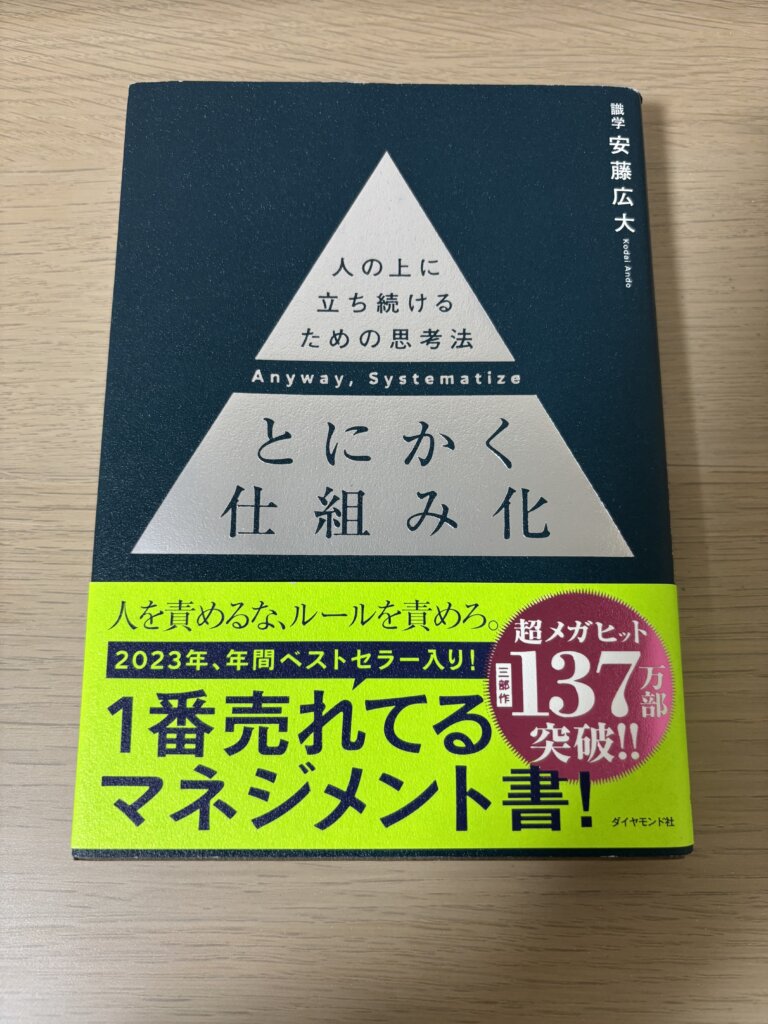 識学 安藤広大 Kodai Ando
人の上に
立ち続ける
ための思考法
Anyway, Systematize
とにかく
仕組み化
人を責めるな、ルールを責めろ。
2023年、年間ベストセラー入り!
1番売れてる
マネジメント書!
超メガヒット
三部作
137万部
突破!!
ダイヤモンド社